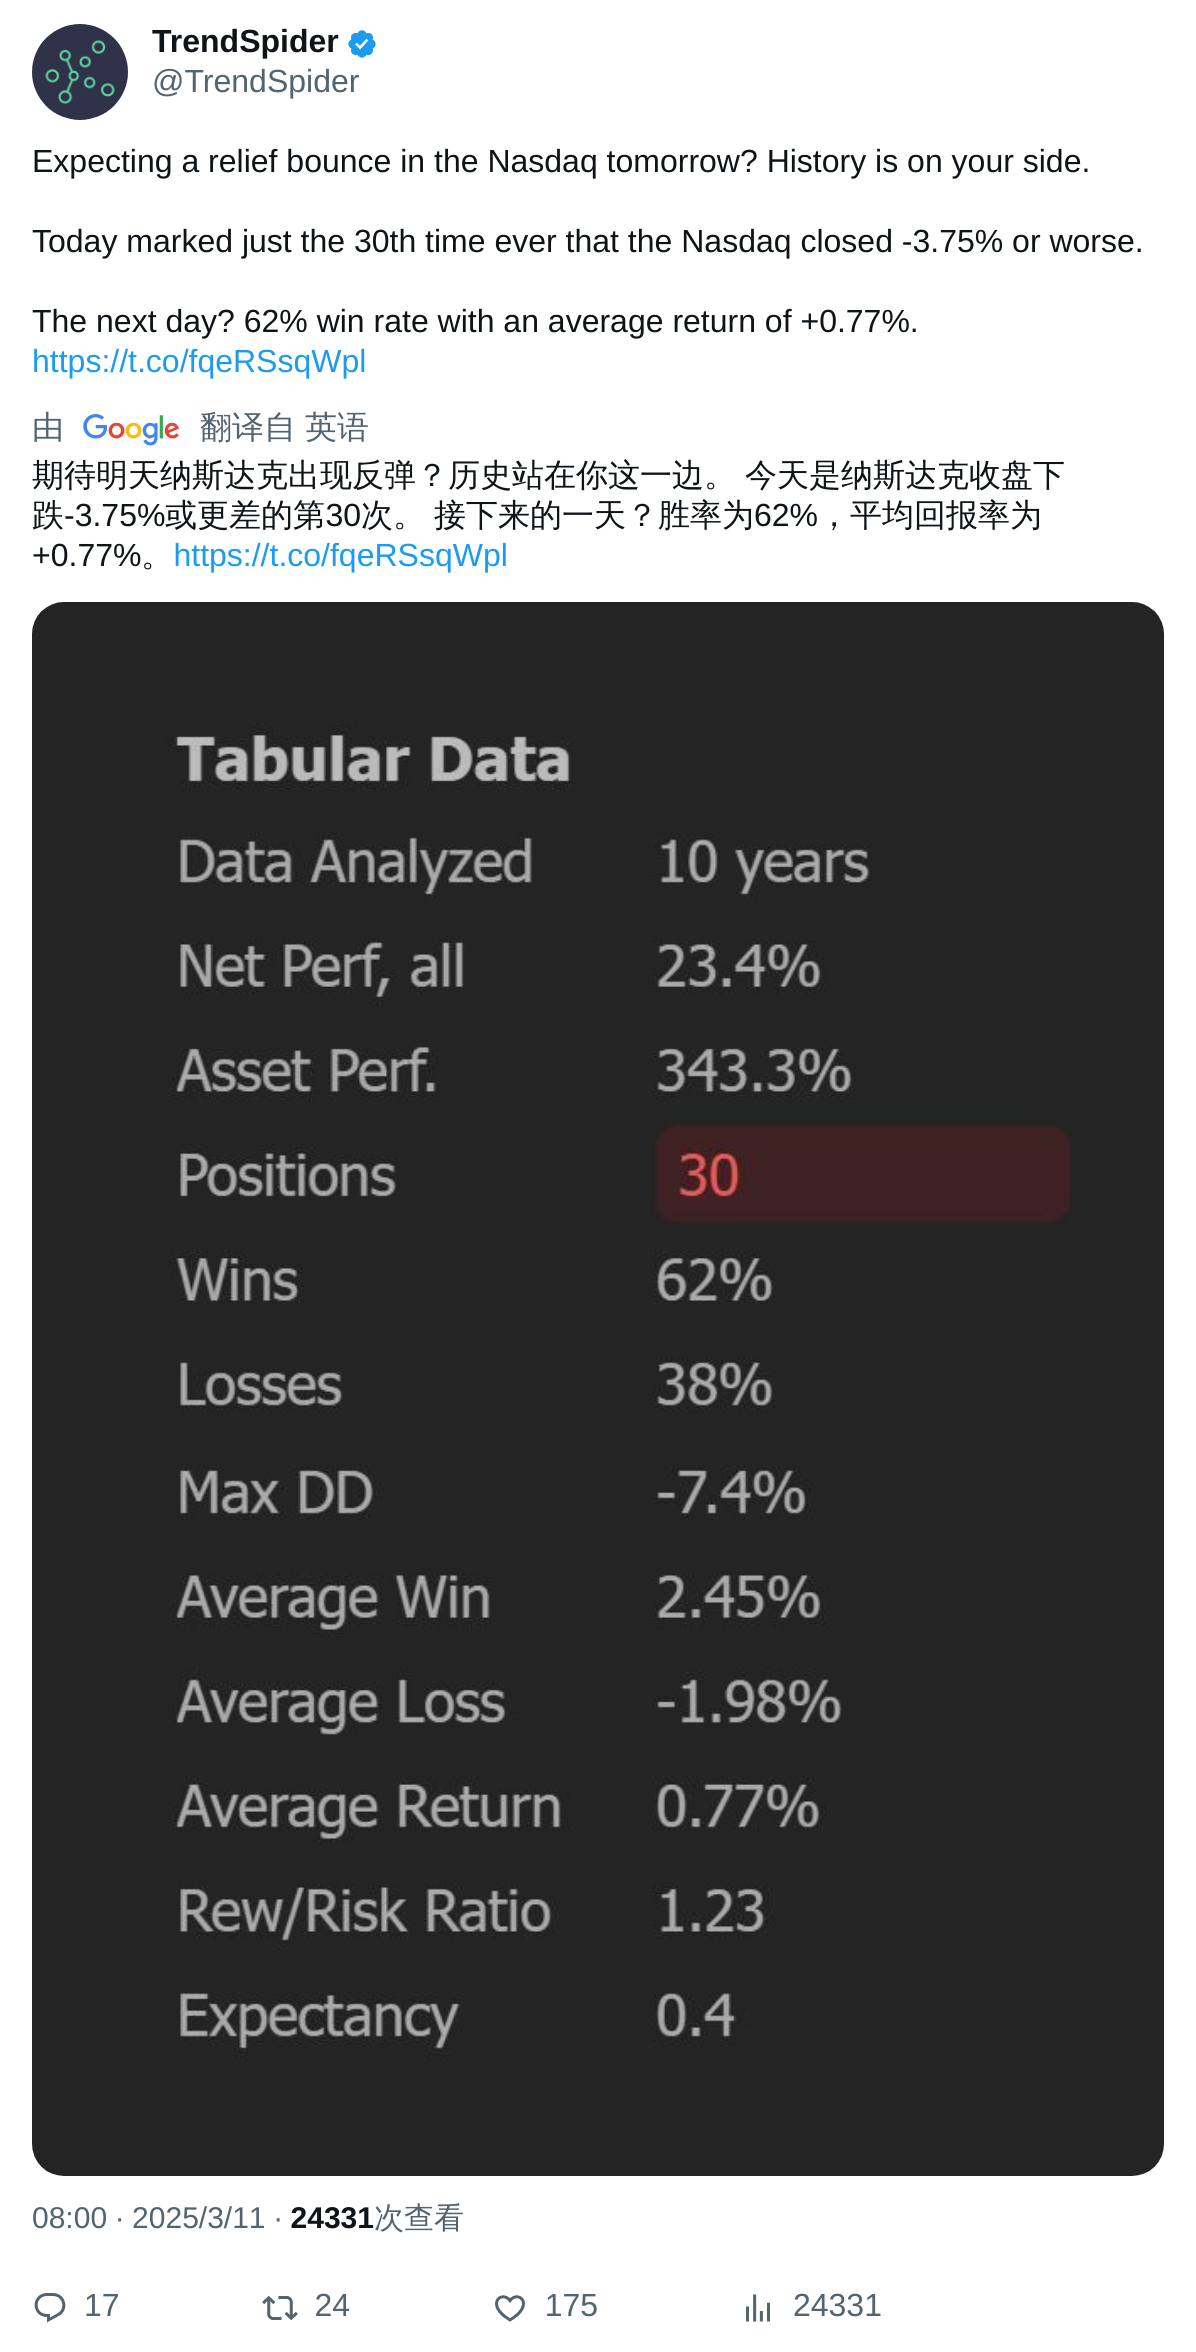 TrendSpider
@TrendSpider
Expecting a relief bounce in the Nasdaq tomorrow? History is on your side.
Today marked just the 30th time ever that the Nasdaq closed -3.75% or worse.
The next day? 62% win rate with an average return of +0.77%.
https://t.co/fqeRSsqWpl
由 Google 翻译自 英语
期待明天纳斯达克出现反弹？历史站在你这一边。 今天是纳斯达克收盘下
跌-3.75%或更差的第30次。 接下来的一天？胜率为62%，平均回报率为
+0.77%。https://t.co/fqeRSsqWpl
Tabular Data
Data Analyzed 10 years
Net Perf, all 23.4%
Asset Perf. 343.3%
Positions 30
Wins 62%
Losses 38%
Max DD -7.4%
Average Win 2.45%
Average Loss -1.98%
Average Return 0.77%
Rew/Risk Ratio 1.23
Expectancy 0.4
08:00 · 2025/3/11 · 24331次查看
17 24 175 24331